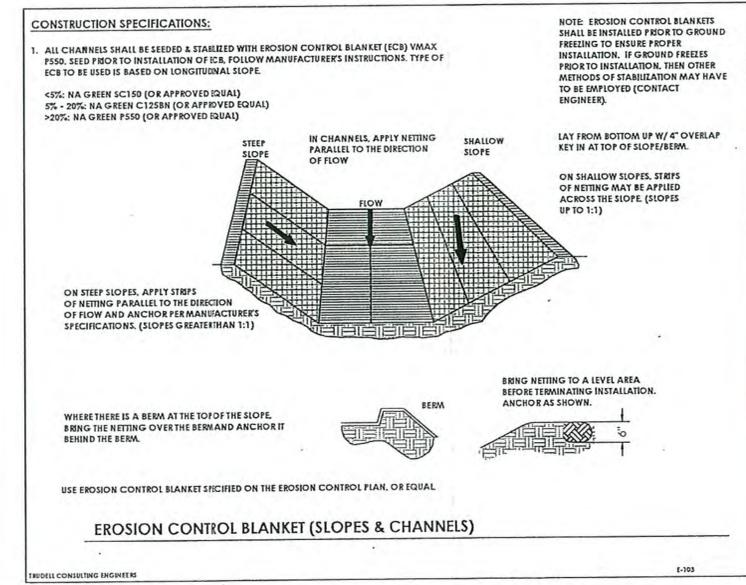 CONSTRUCTION SPECIFICATIONS:
1. ALL CHANNELS SHALL BE SEEDED & STABLIZED WITH EROSION CONTROL BLANKET (ECB) VMAX
P550. SEED PRIOR TO INSTALLATION OF ECB, FOLLOW MANUFACTURER'S INSTRUCTIONS. TYPE OF
ECB TO BE USED IS BASED ON LONGITUDINAL SLOPE.
<5%: NA GREEN SC150 (OR APPROVED EQUAL)
5% - 20%: NA GREEN C125BN (OR APPROVED EQUAL)
>20%: NA GREEN P550 (OR APPROVED EQUAL)
NOTE: EROSION CONTROL BLANKETS
SHALL BE INSTALLED PRIOR TO GROUND
FREEZING TO ENSURE PROPER
INSTALLATION. IF GROUND FREEZES
PRIOR TO INSTALLATION, THEN OTHER
METHODS OF STABILIZATION MAY HAVE
TO BE EMPLOYED (CONTACT
ENGINEER).
STEEP
SLOPE
IN CHANNELS, APPLY NETTING
PARALLEL TO THE DIRECTION
OF FLOW
SHALLOW
SLOPE
LAY FROM BOTTOM UP W/ 4" OVERLAP
KEY IN AT TOP OF SLOPE/BERM.
FLOW
ON SHALLOW SLOPES, STRIPS
OF NETTING MAY BE APPLIED
ACROSS THE SLOPE. (SLOPES
UP TO 1:1)
ON STEEP SLOPES, APPLY STRIPS
OF NETTING PARALLEL TO THE DIRECTION
OF FLOW AND ANCHOR PER MANUFACTURER'S
SPECIFICATIONS. (SLOPES GREATER THAN 1:1)
WHERE THERE IS A BERM AT THE TOP OF THE SLOPE,
BRING THE NETTING OVER THE BERM AND ANCHOR IT
BEHIND THE BERM.
BERM
BRING NETTING TO A LEVEL AREA
BEFORE TERMINATING INSTALLATION.
ANCHOR AS SHOWN.
6"
USE EROSION CONTROL BLANKET SPECIFIED ON THE EROSION CONTROL PLAN, OR EQUAL
EROSION CONTROL BLANKET (SLOPES & CHANNELS)
TRUDELL CONSULTING ENGINEERS
E-103